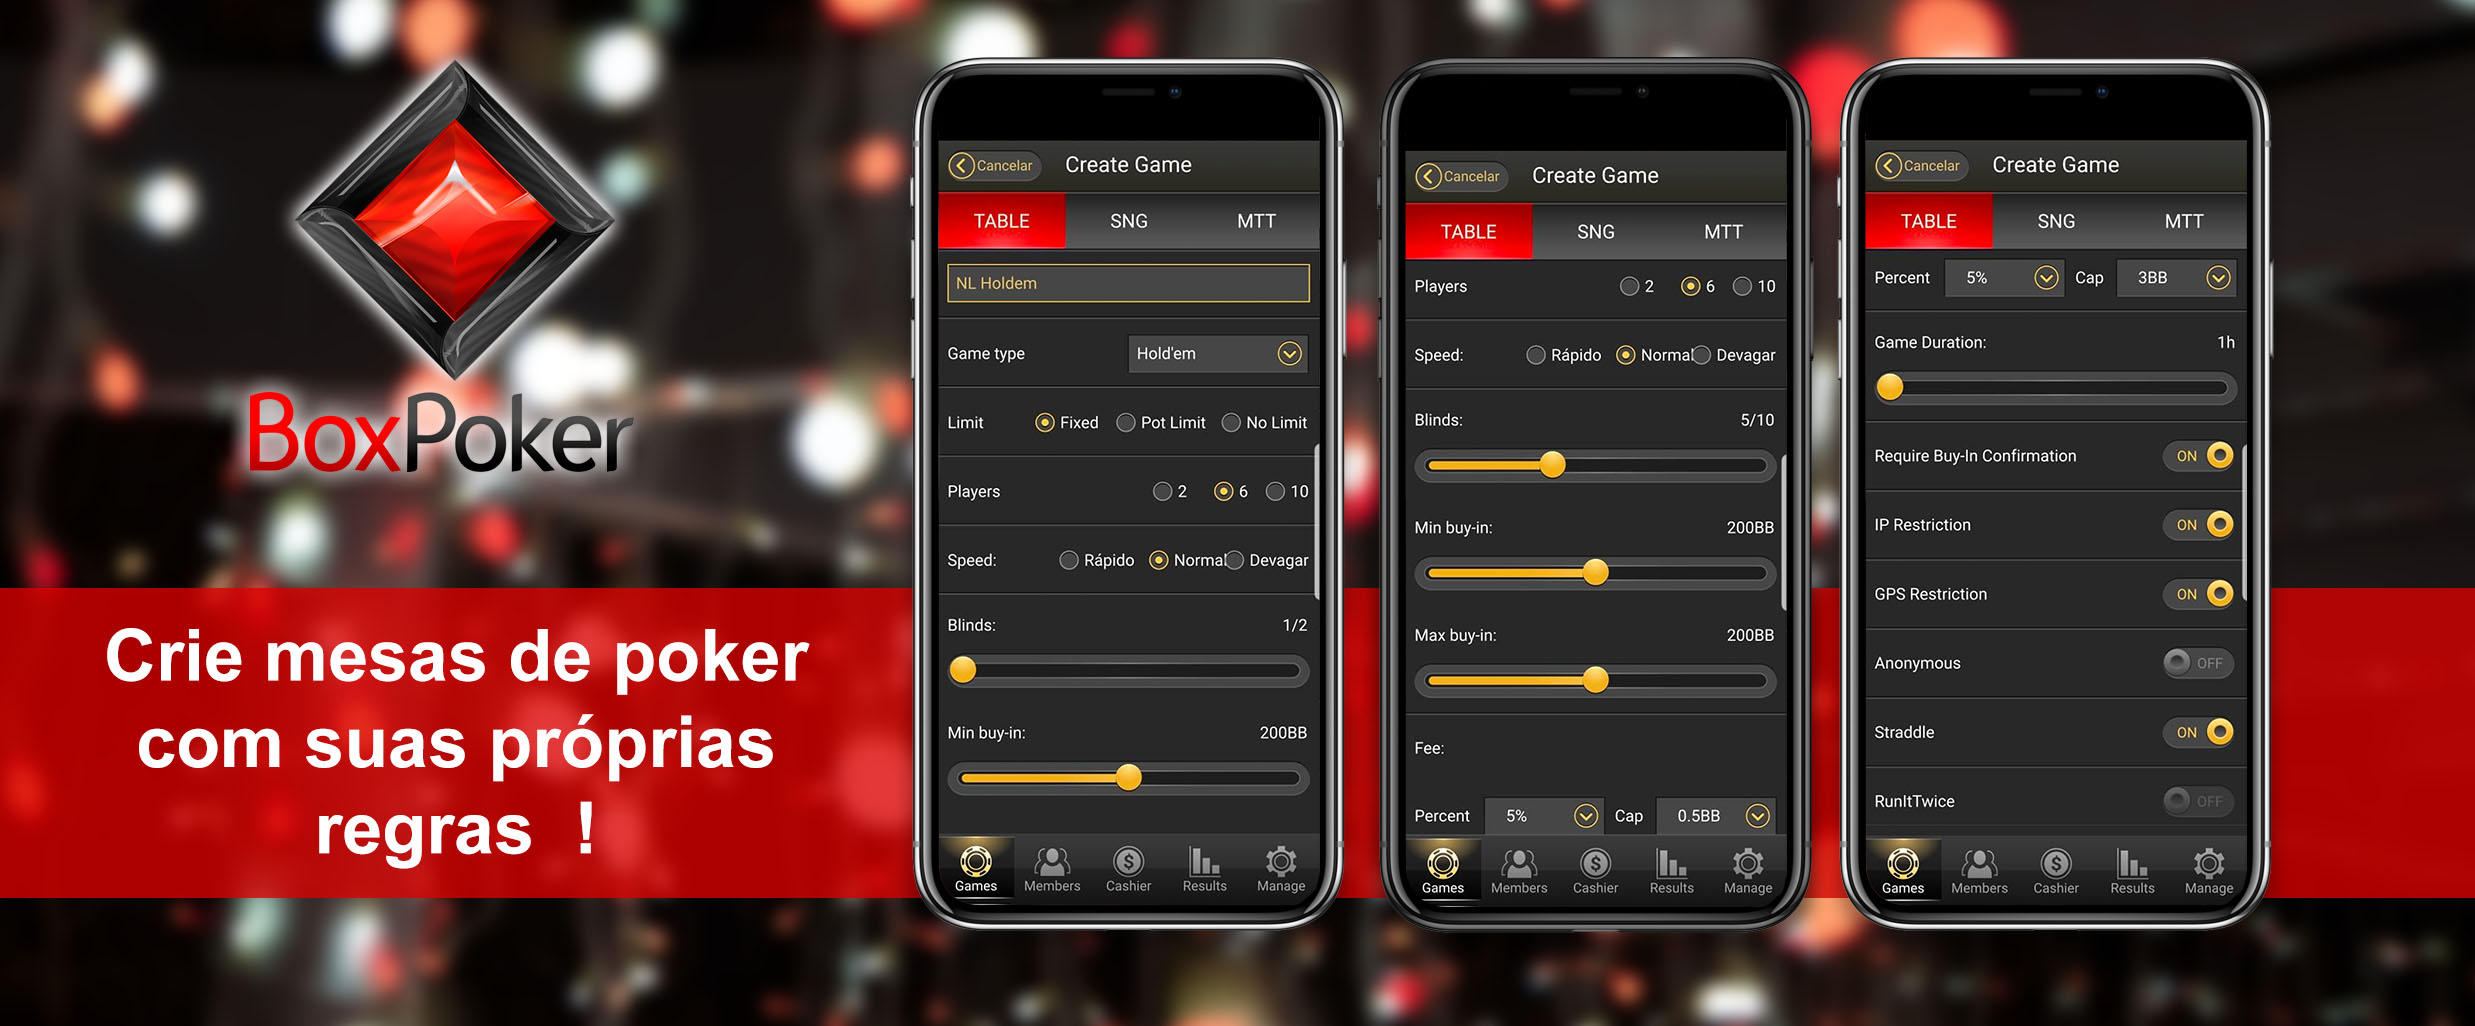 BoxPoker
Crie mesas de poker
com suas próprias
regras !
Cancelar Create Game
TABLE SNG MTT
NL Holdem
Game type Hold'em
Limit Fixed Pot Limit No Limit
Players 2 6 10
Speed: Rápido Normal Devagar
Blinds: 1/2
Min buy-in: 200BB
Games Members Cashier Results Manage
Cancelar Create Game
TABLE SNG MTT
Players 2 6 10
Speed: Rápido Normal Devagar
Blinds: 5/10
Min buy-in: 200BB
Max buy-in: 200BB
Fee:
Percent 5% Cap 0.5BB
Games Members Cashier Results Manage
Cancelar Create Game
TABLE SNG MTT
Percent 5% Cap 3BB
Game Duration: 1h
Require Buy-In Confirmation ON
IP Restriction ON
GPS Restriction ON
Anonymous OFF
Straddle ON
RunItTwice OFF
Games Members Cashier Results Manage